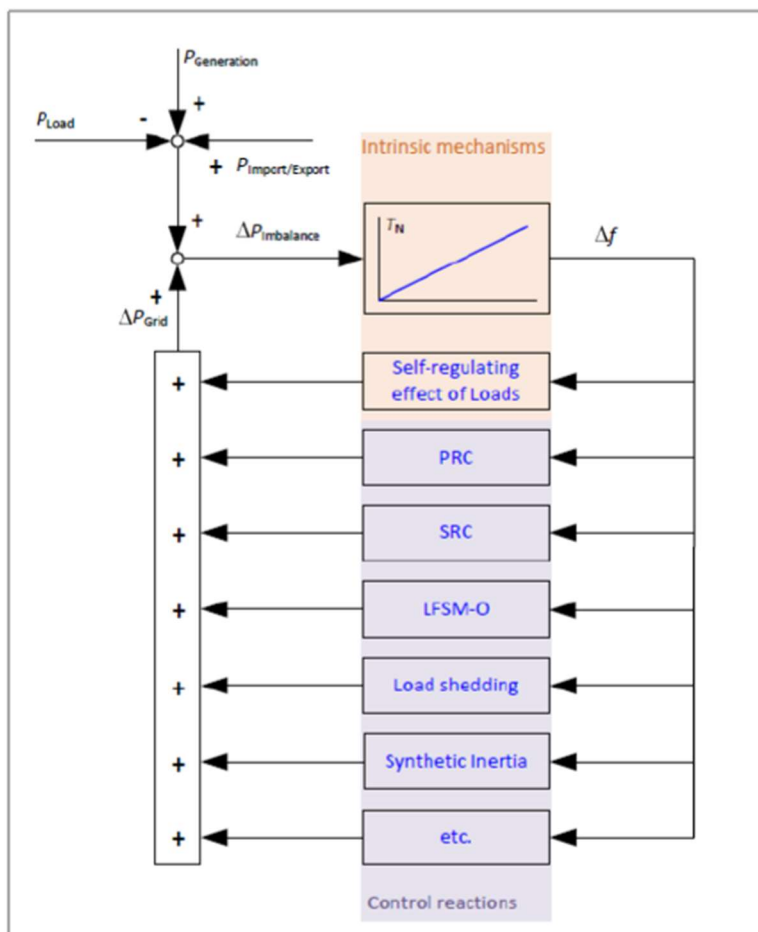 PGeneration
+
-
PLoad
+
PImport/Export
Intrinsic mechanisms
+
ΔPImbalance
TN
Δf
+
ΔPGrid
+
Self-regulating
effect of Loads
+
PRC
+
SRC
+
LFSM-O
+
Load shedding
+
Synthetic Inertia
+
etc.
Control reactions